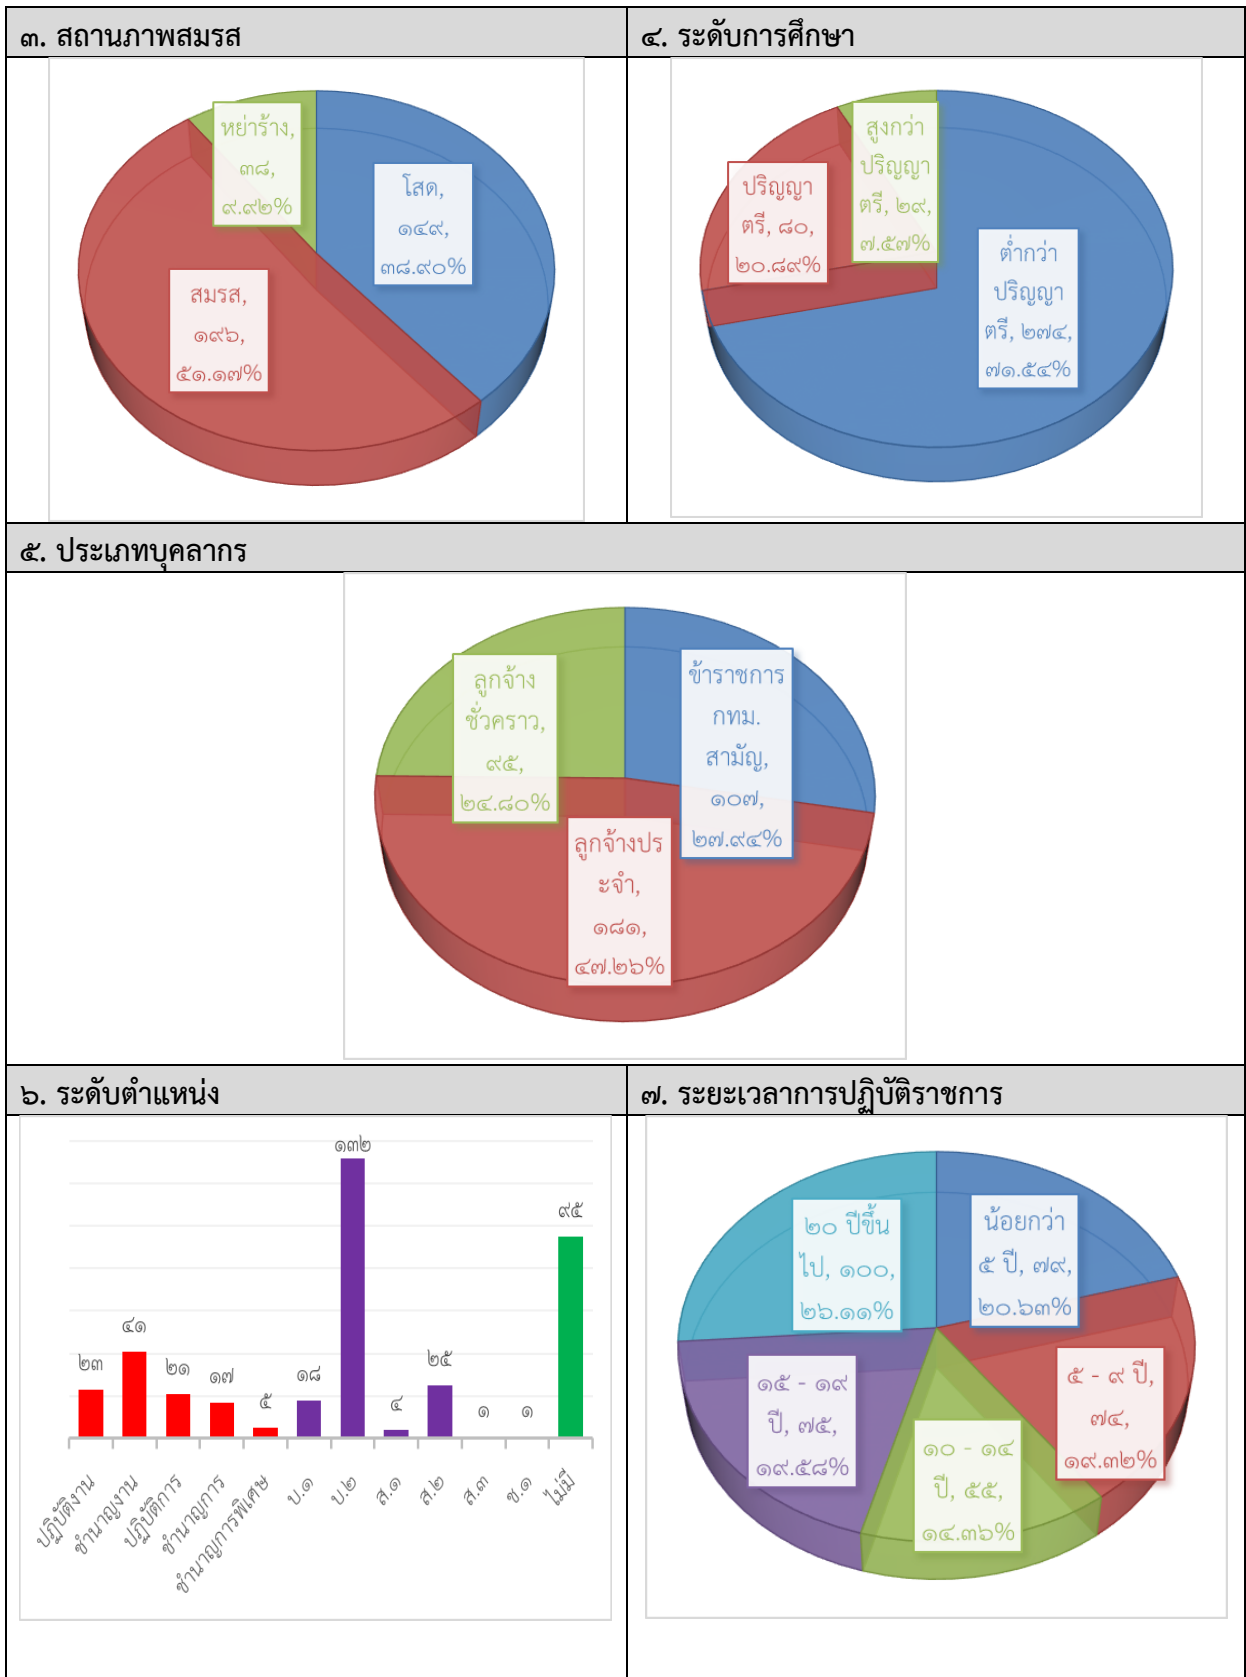 ๓. สถานภาพสมรส
๔. ระดับการศึกษา
หย่าร้าง,
๓๘,
๙.๙๒%
โสด,
๑๔๙,
๓๘.๙๐%
สมรส,
๑๙๖,
๕๑.๑๗%
สูงกว่า
ปริญญา
ตรี, ๒๙,
๗.๕๗%
ปริญญา
ตรี, ๘๐,
๒๐.๘๙%
ต่ำกว่า
ปริญญา
ตรี, ๒๗๔,
๗๑.๕๔%
๕. ประเภทบุคลากร
ลูกจ้าง
ชั่วคราว,
๙๕,
๒๔.๘๐%
ข้าราชการ
กทม.
สามัญ,
๑๐๗,
๒๗.๙๔%
ลูกจ้างปร
ะจำ,
๑๘๑,
๔๗.๒๖%
๖. ระดับตำแหน่ง
๗. ระยะเวลาการปฏิบัติราชการ
๒๓
๔๑
๒๑
๑๗
๕
๑๘
๑๓๒
๔
๒๕
๑
๑
๙๕
ปฏิบัติงาน
ชำนาญงาน
ปฏิบัติการ
ชำนาญการ
ชำนาญการพิเศษ
บ.๑
บ.๒
ส.๑
ส.๒
ส.๓
ช.๑
ไม่มี
๒๐ ปีขึ้น
ไป, ๑๐๐,
๒๖.๑๑%
น้อยกว่า
๕ ปี, ๗๙,
๒๐.๖๓%
๑๕ - ๑๙
ปี, ๗๕,
๑๙.๕๘%
๕ - ๙ ปี,
๗๔,
๑๙.๓๒%
๑๐ - ๑๔
ปี, ๕๕,
๑๔.๓๖%